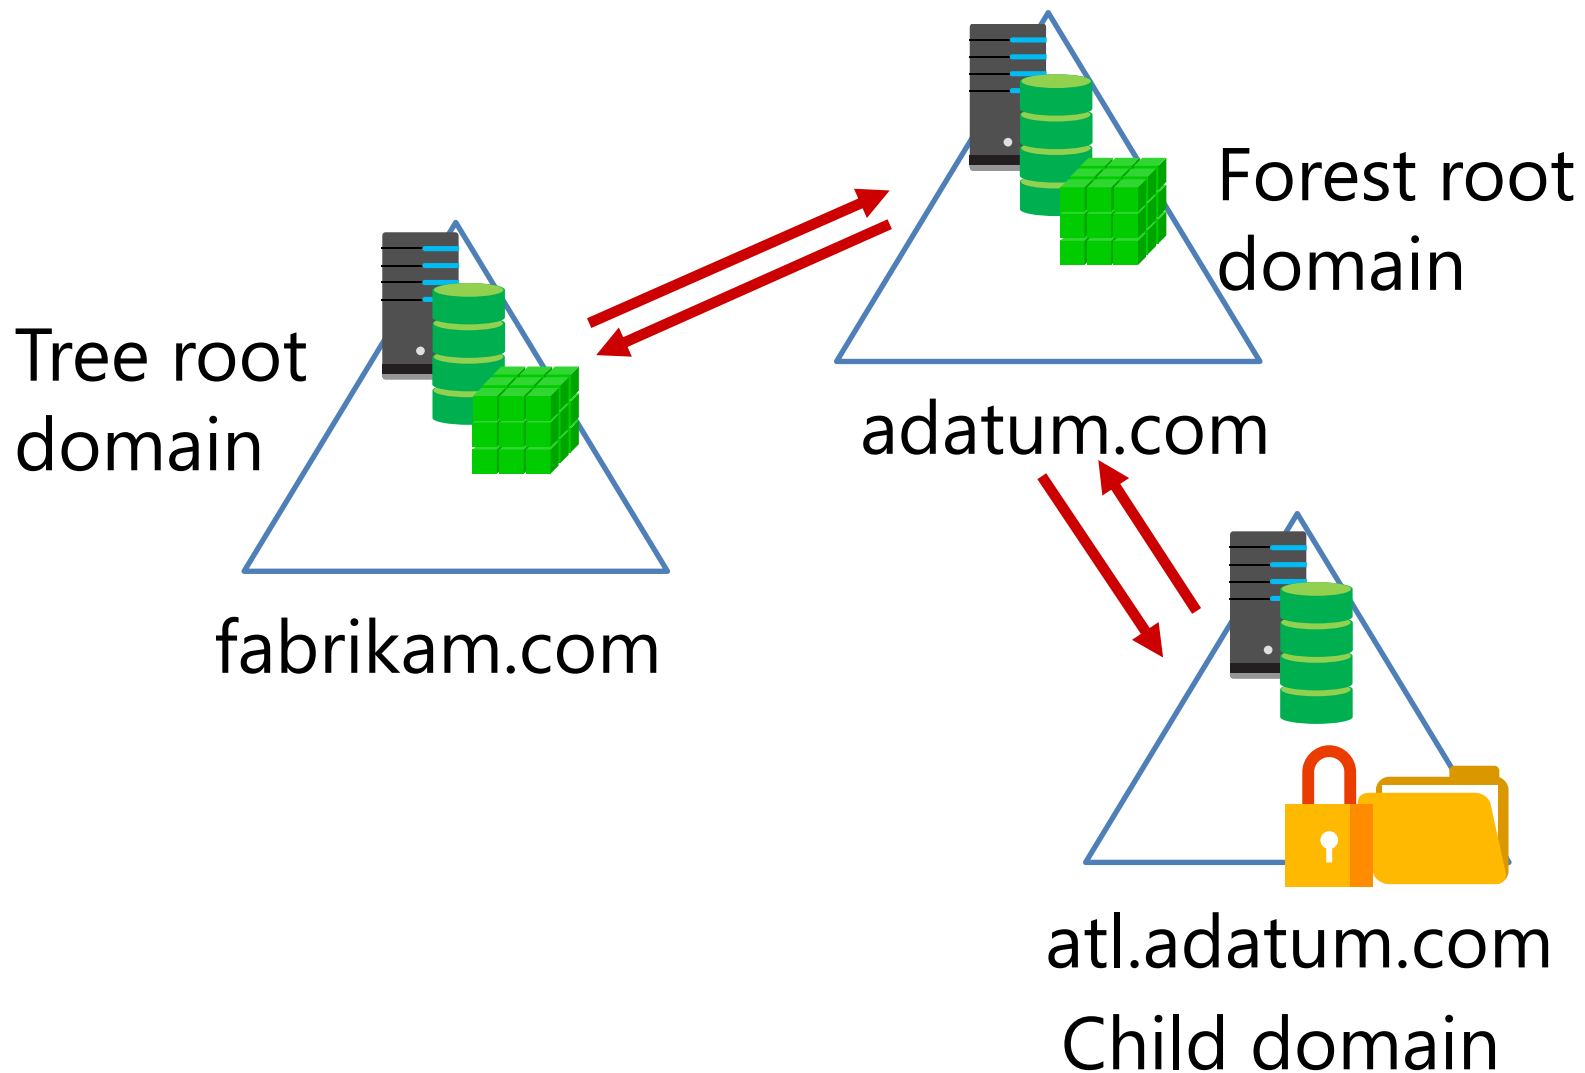 Forest root
domain
Tree root
domain
adatum.com
fabrikam.com
atl.adatum.com
Child domain